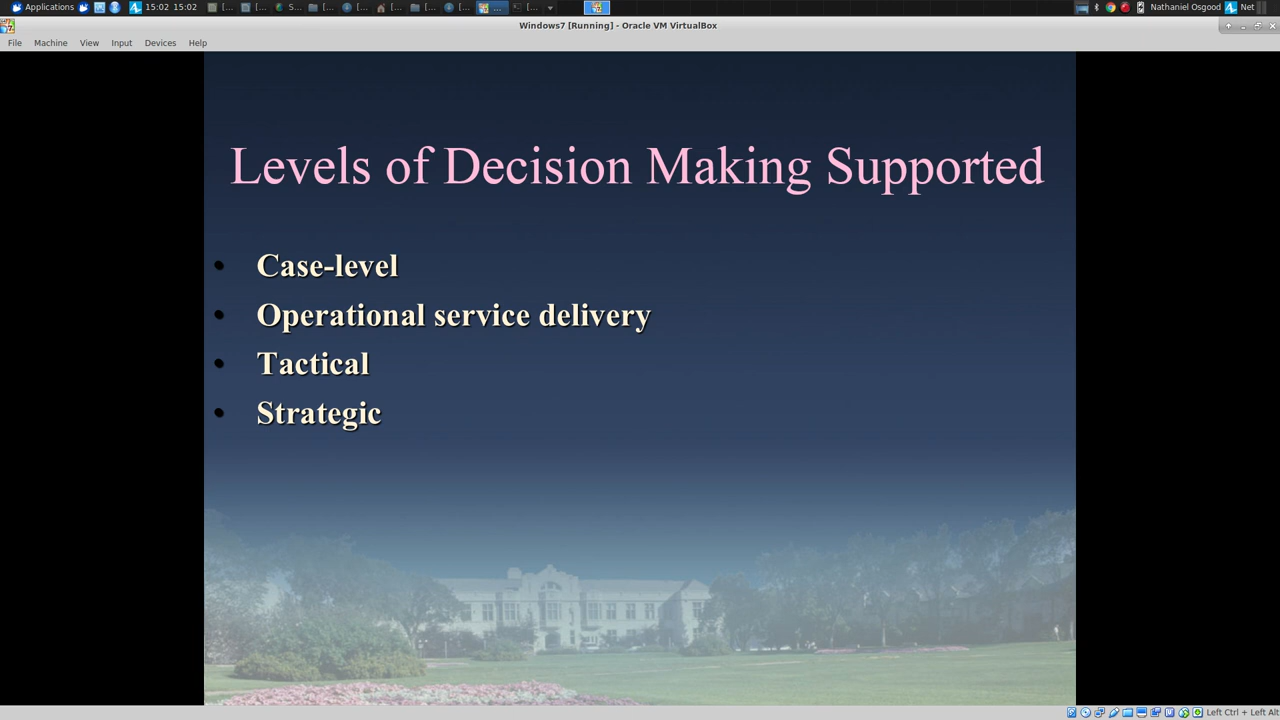 Applications 15:02 15:02 [... [... S... [... [... [... [... [... ... [... [... Nathaniel Osgood Net
Windows7 [Running] - Oracle VM VirtualBox
File Machine View Input Devices Help
Levels of Decision Making Supported
• Case-level
• Operational service delivery
• Tactical
• Strategic
Left Ctrl + Left Alt